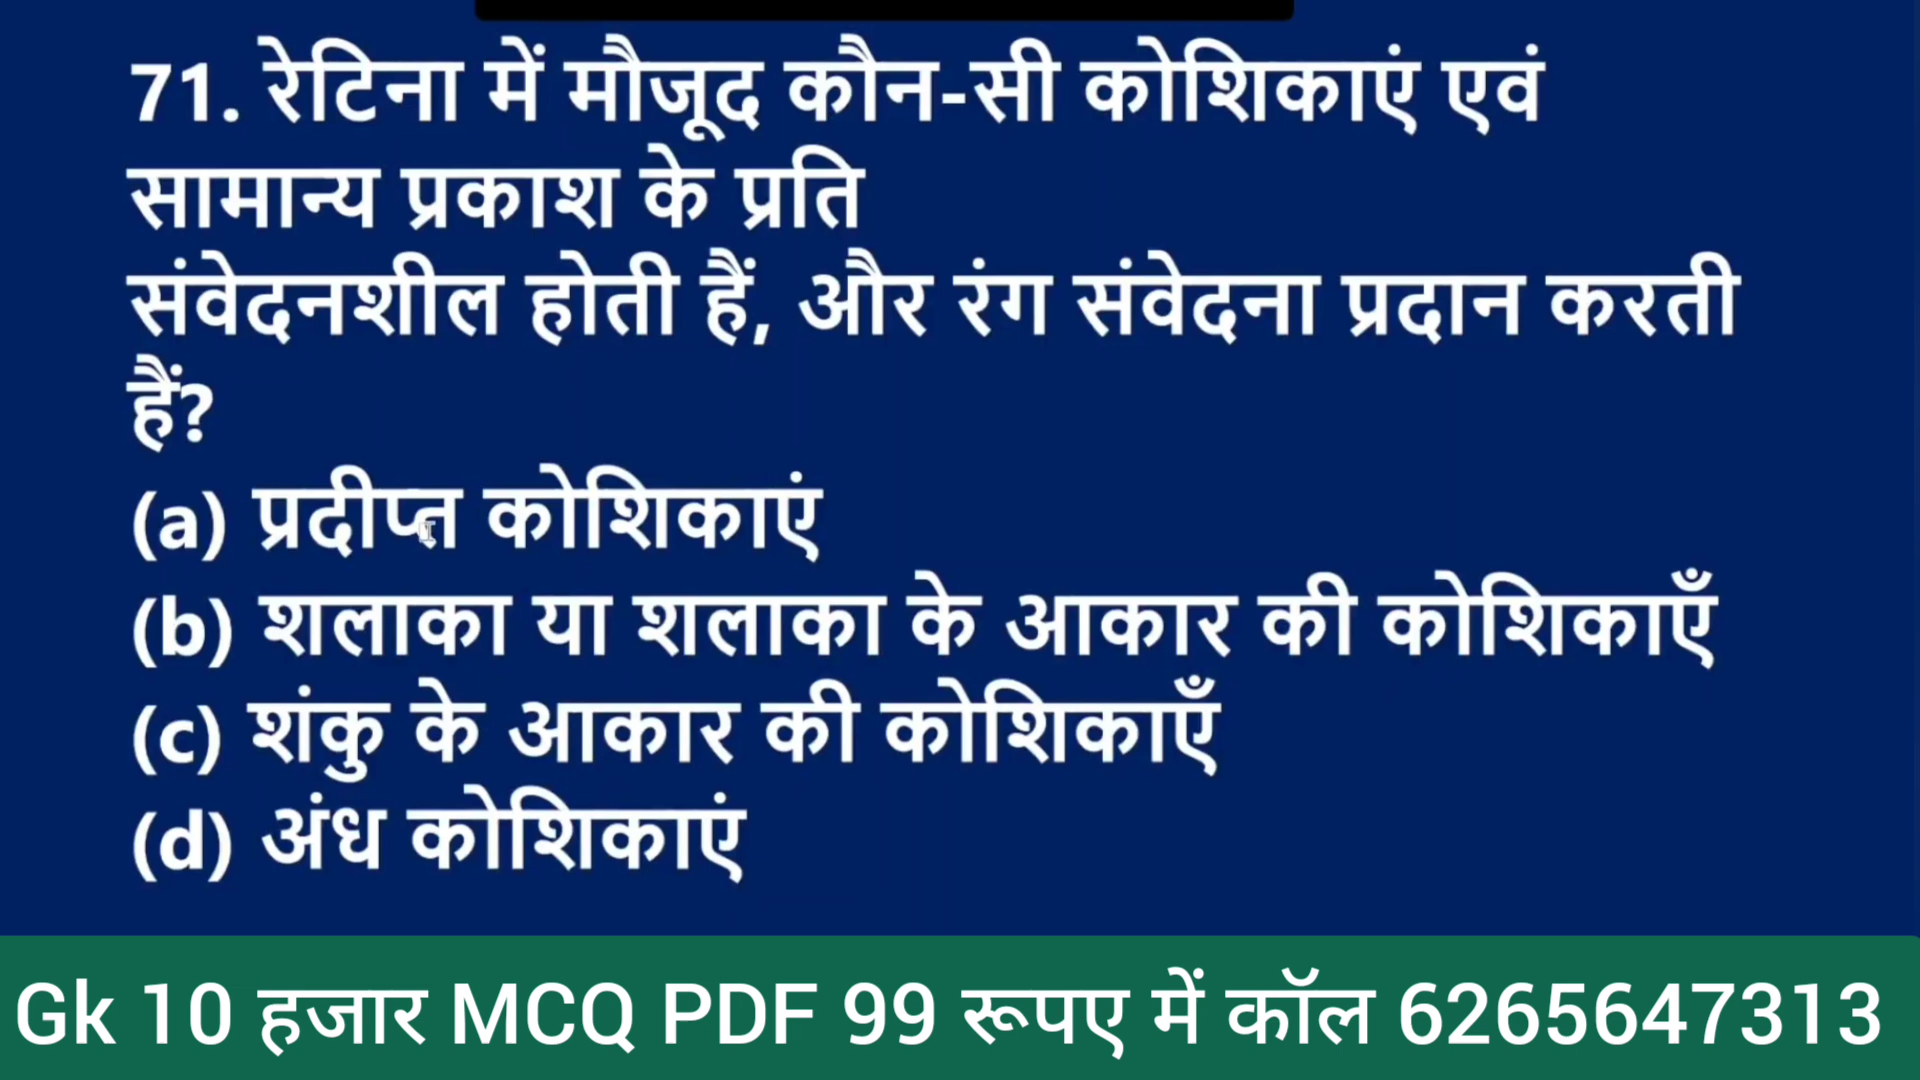 71. रेटिना में मौजूद कौन-सी कोशिकाएं एवं
सामान्य प्रकाश के प्रति
संवेदनशील होती हैं, और रंग संवेदना प्रदान करती
हैं?
(a) प्रदीप्त कोशिकाएं
(b) शलाका या शलाका के आकार की कोशिकाएँ
(c) शंकु के आकार की कोशिकाएँ
(d) अंध कोशिकाएं
Gk 10 हजार MCQ PDF 99 रूपए में कॉल 6265647313